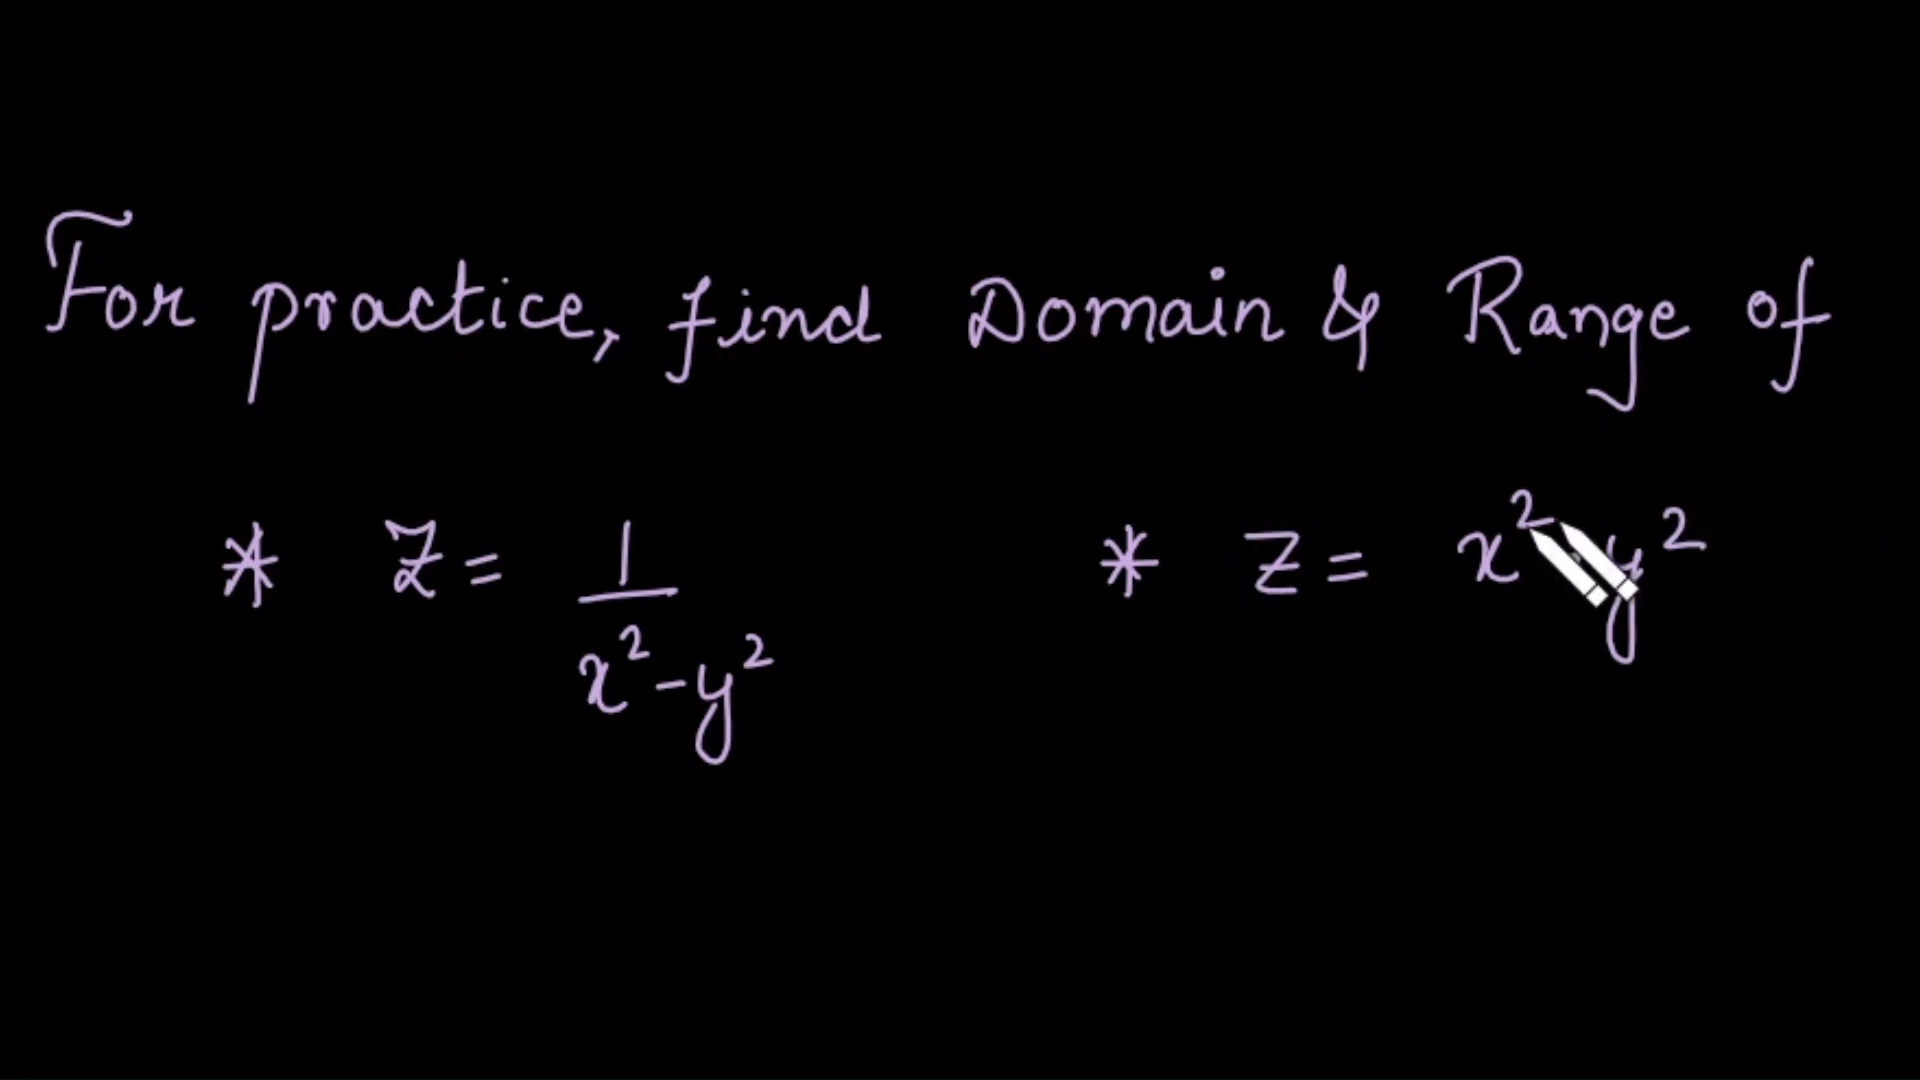 For practice, find Domain & Range of
* Z = 1 / x² - y²
* Z = x² y²